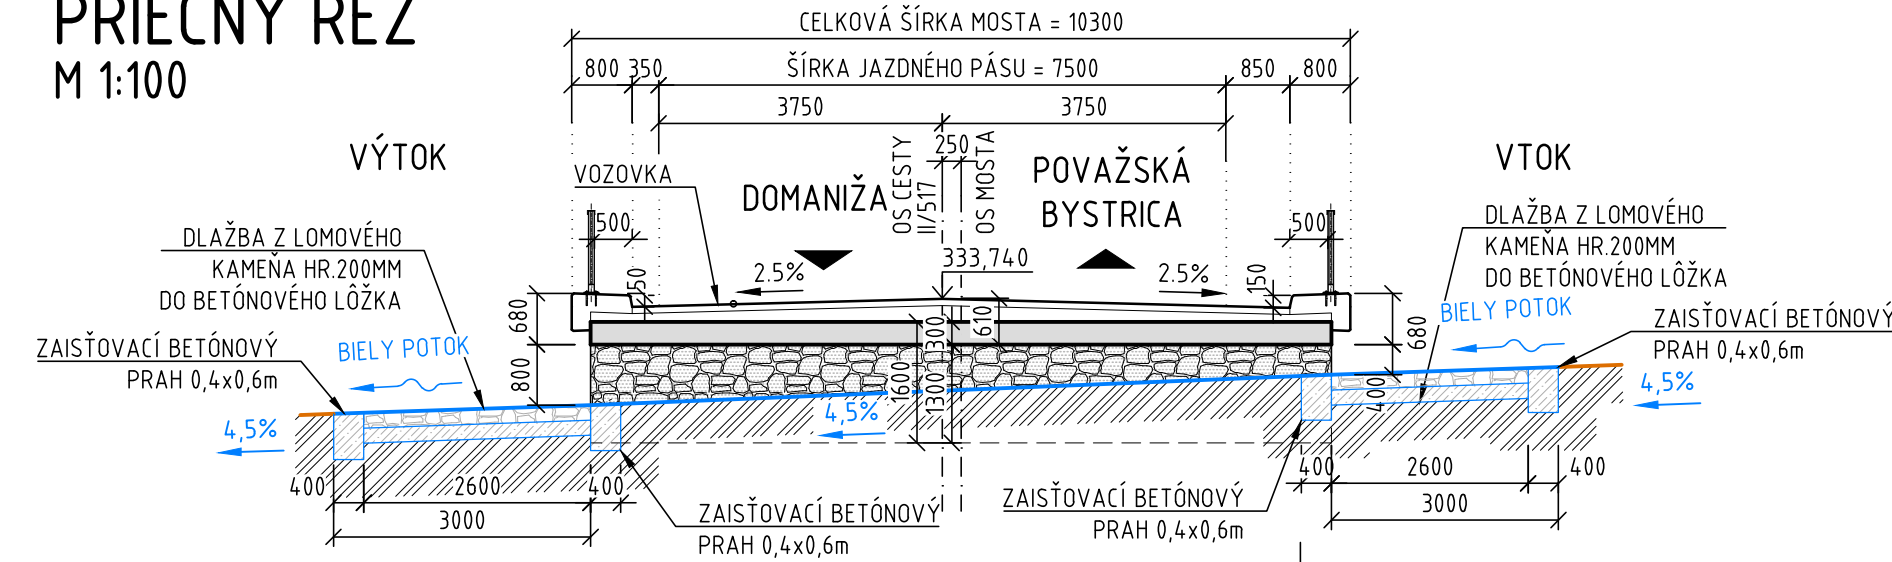 PRIEČNY REZ
M 1:100
CELKOVÁ ŠÍRKA MOSTA = 10300
800 350 ŠÍRKA JAZDNÉHO PÁSU = 7500 850 800
3750 3750
250
VÝTOK
VTOK
VOZOVKA
DOMANIŽA
OS CESTY
II/517
OS MOSTA
POVAŽSKÁ
BYSTRICA
500
500
DLAŽBA Z LOMOVÉHO
KAMEŇA HR.200MM
DO BETÓNOVÉHO LÔŽKA
DLAŽBA Z LOMOVÉHO
KAMEŇA HR.200MM
DO BETÓNOVÉHO LÔŽKA
333,740
2.5%
2.5%
150
150
680
800
610
300
1600
1300
680
400
BIELY POTOK
BIELY POTOK
ZAISŤOVACÍ BETÓNOVÝ
PRAH 0,4x0,6m
ZAISŤOVACÍ BETÓNOVÝ
PRAH 0,4x0,6m
4,5%
4,5%
4,5%
400 2600 400
3000
400 2600 400
3000
ZAISŤOVACÍ BETÓNOVÝ
PRAH 0,4x0,6m
ZAISŤOVACÍ BETÓNOVÝ
PRAH 0,4x0,6m